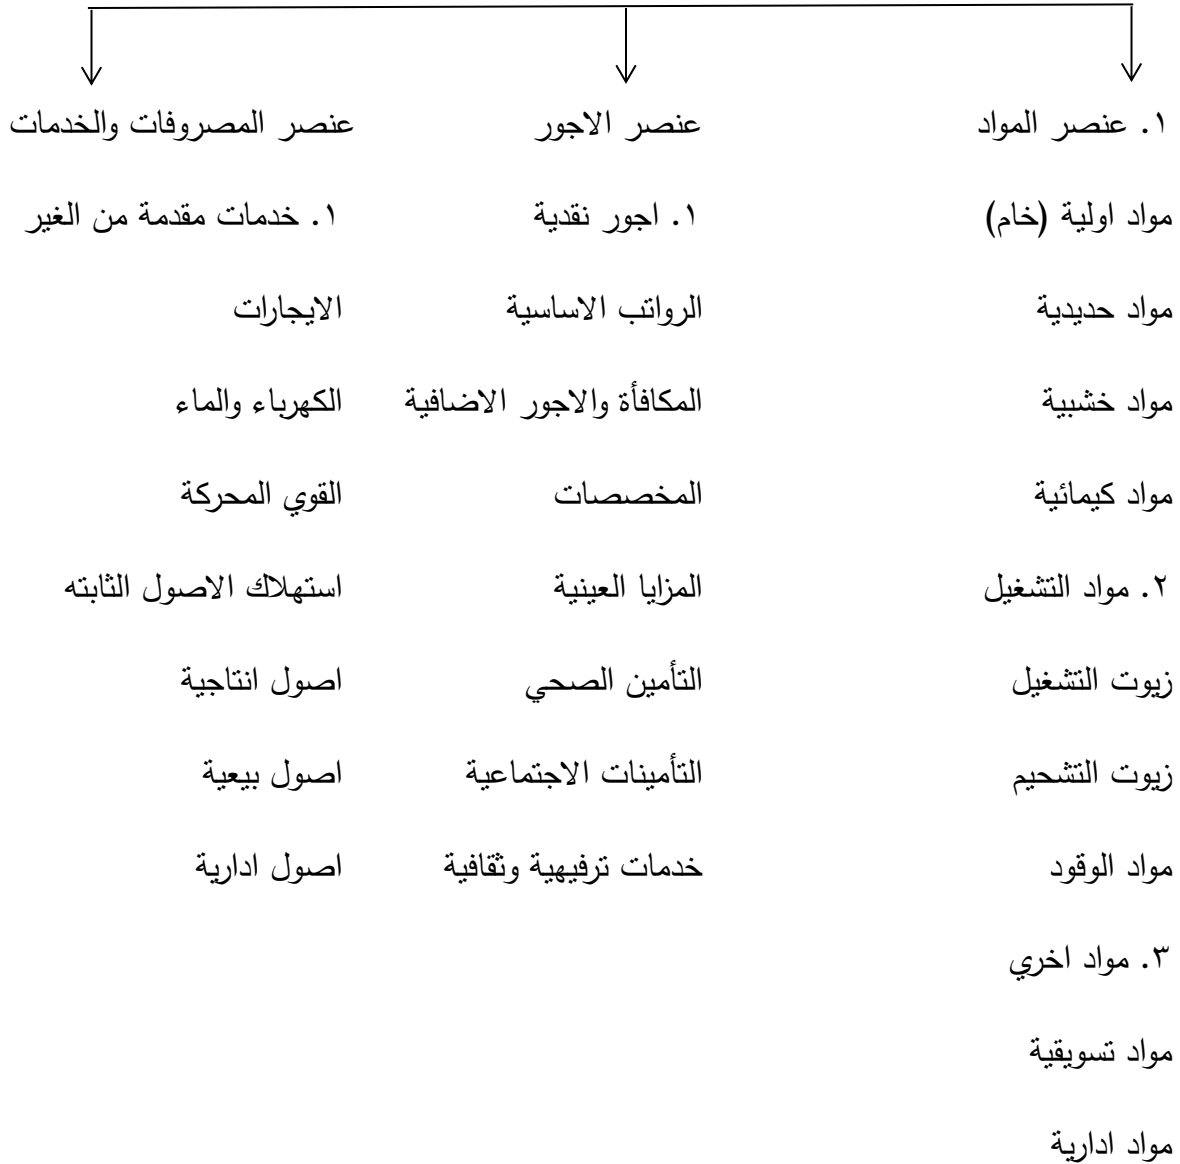 ١. عنصر المواد عنصر الاجور عنصر المصروفات والخدمات
مواد اولية (خام) ١. اجور نقدية ١. خدمات مقدمة من الغير
مواد حديدية الرواتب الاساسية الايجارات
مواد خشبية المكافأة والاجور الاضافية الكهرباء والماء
مواد كيمائية المخصصات القوي المحركة
٢. مواد التشغيل المزايا العينية استهلاك الاصول الثابته
زيوت التشغيل التأمين الصحي اصول انتاجية
زيوت التشحيم التأمينات الاجتماعية اصول بيعية
مواد الوقود خدمات ترفيهية وثقافية اصول ادارية
٣. مواد اخري
مواد تسويقية
مواد ادارية